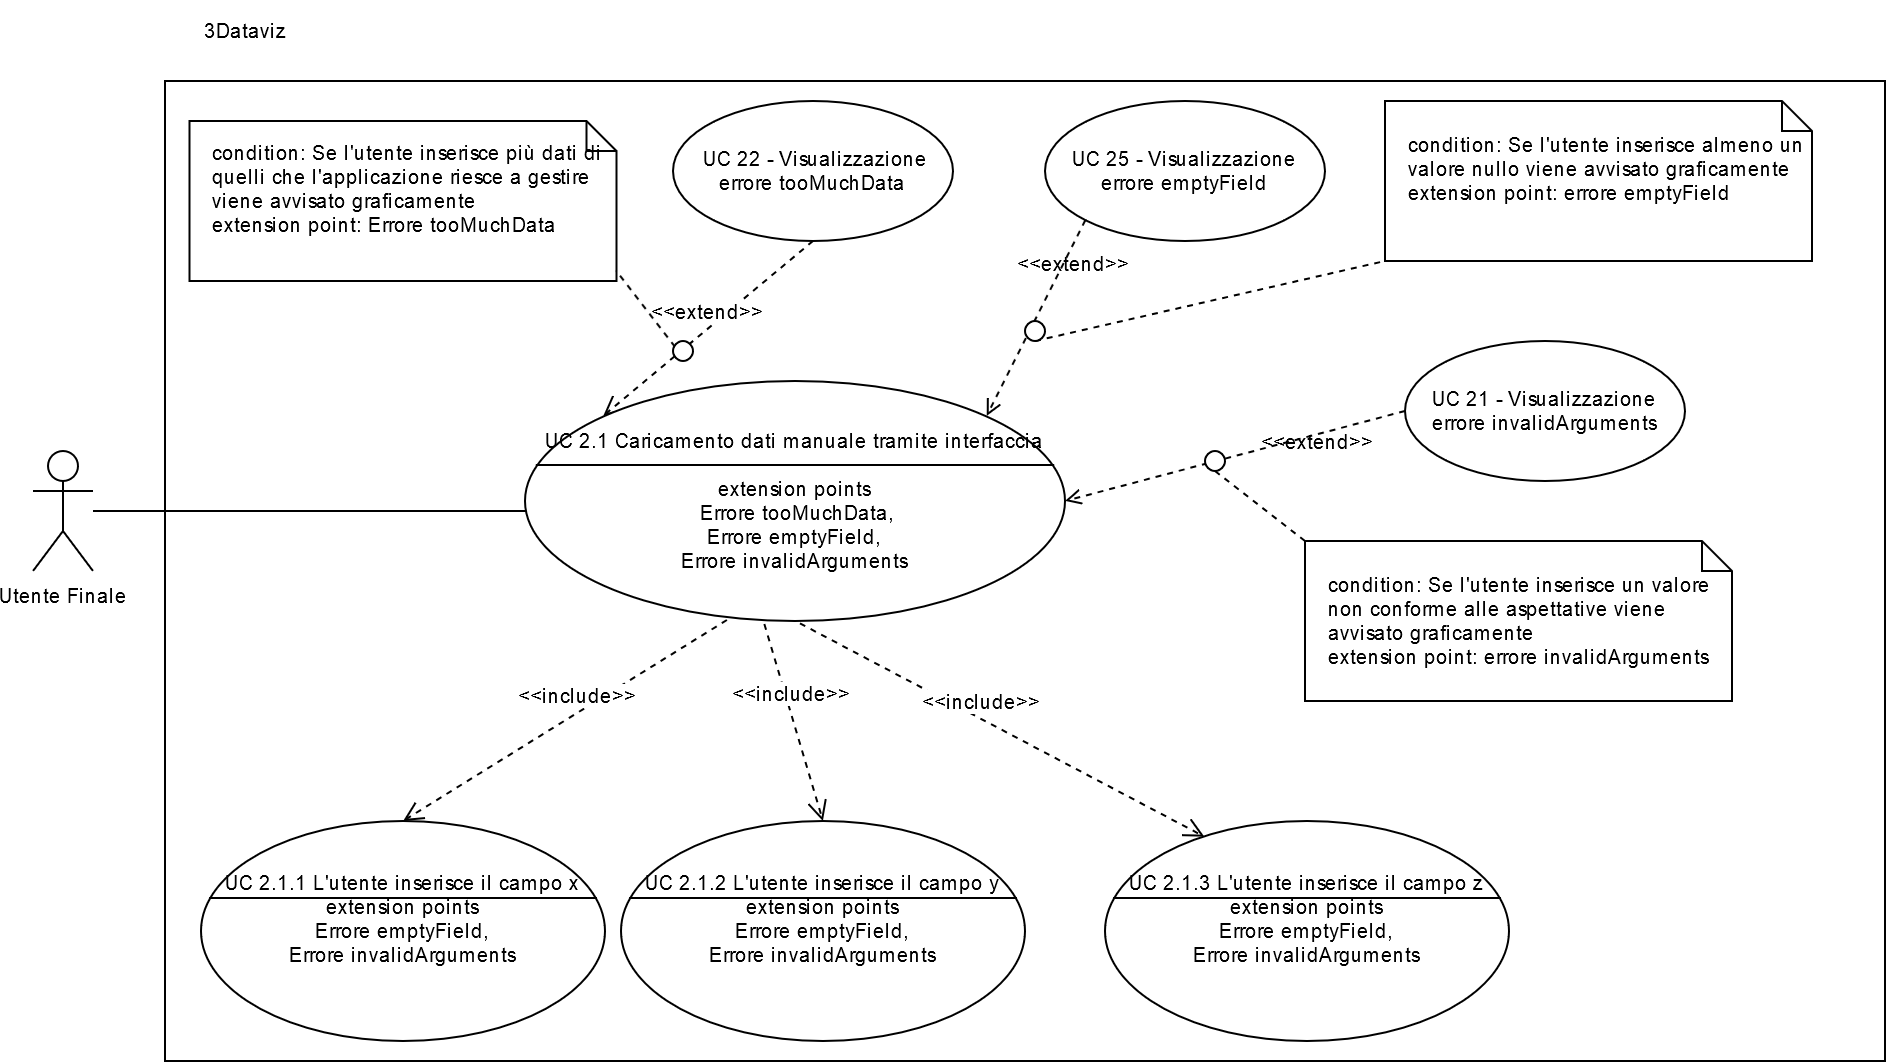 3Dataviz
condition: Se l'utente inserisce più dati di
quelli che l'applicazione riesce a gestire
viene avvisato graficamente
extension point: Errore tooMuchData
UC 22 - Visualizzazione
errore tooMuchData
UC 25 - Visualizzazione
errore emptyField
condition: Se l'utente inserisce almeno un
valore nullo viene avvisato graficamente
extension point: errore emptyField
<<extend>>
<<extend>>
UC 21 - Visualizzazione
errore invalidArguments
<<extend>>
UC 2.1 Caricamento dati manuale tramite interfaccia
extension points
Errore tooMuchData,
Errore emptyField,
Errore invalidArguments
Utente Finale
condition: Se l'utente inserisce un valore
non conforme alle aspettative viene
avvisato graficamente
extension point: errore invalidArguments
<<include>>
<<include>>
<<include>>
UC 2.1.1 L'utente inserisce il campo x
extension points
Errore emptyField,
Errore invalidArguments
UC 2.1.2 L'utente inserisce il campo y
extension points
Errore emptyField,
Errore invalidArguments
UC 2.1.3 L'utente inserisce il campo z
extension points
Errore emptyField,
Errore invalidArguments